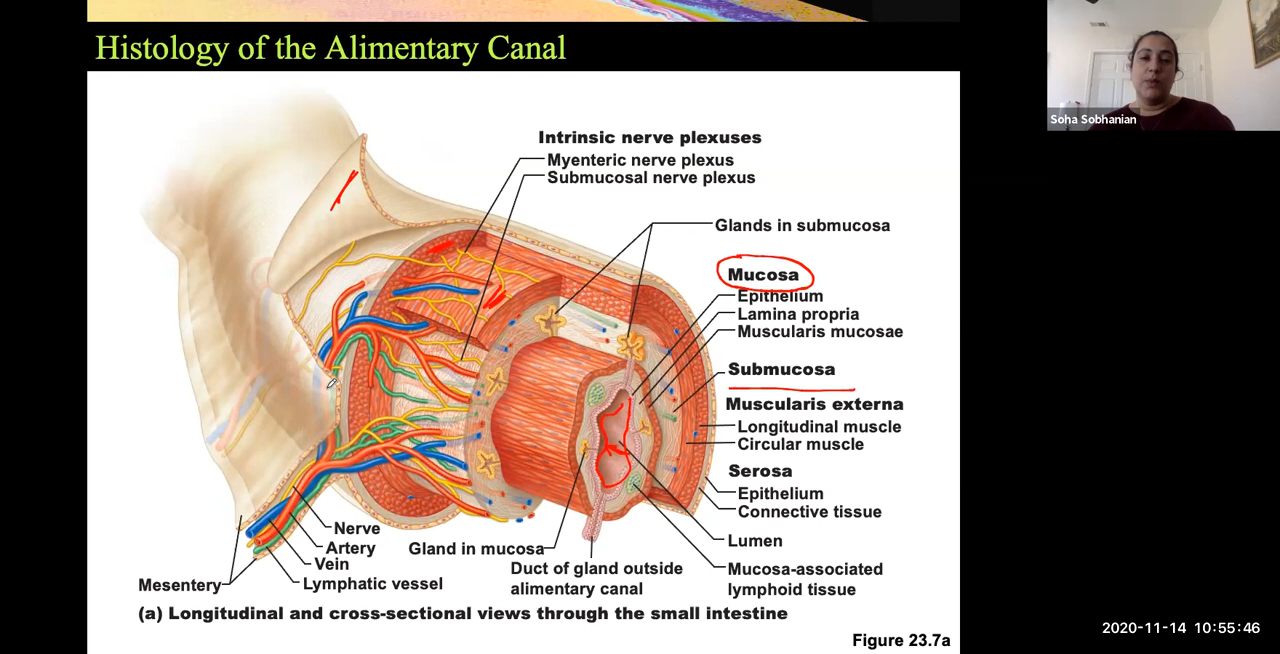 Histology of the Alimentary Canal
Soha Sobhanian
Intrinsic nerve plexuses
Myenteric nerve plexus
Submucosal nerve plexus
Glands in submucosa
Mucosa
Epithelium
Lamina propria
Muscularis mucosae
Submucosa
Muscularis externa
Longitudinal muscle
Circular muscle
Serosa
Epithelium
Connective tissue
Lumen
Mucosa-associated
lymphoid tissue
Nerve
Artery
Vein
Lymphatic vessel
Mesentery
Gland in mucosa
Duct of gland outside
alimentary canal
(a) Longitudinal and cross-sectional views through the small intestine
Figure 23.7a
2020-11-14 10:55:46